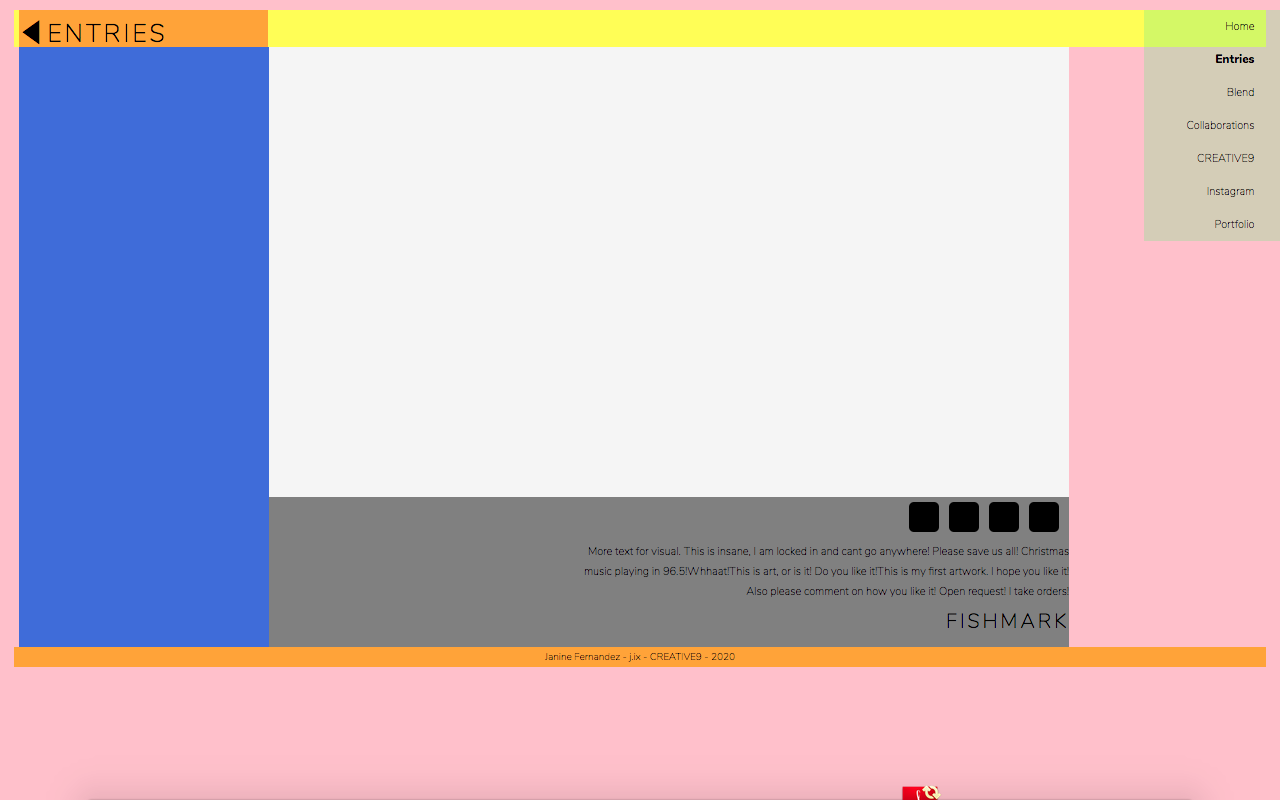 ENTRIES
Home
Entries
Blend
Collaborations
CREATIVE9
Instagram
Portfolio
More text for visual. This is insane, I am locked in and cant go anywhere! Please save us all! Christmas
music playing in 96.5!Whhaat!This is art, or is it! Do you like it!This is my first artwork. I hope you like it!
Also please comment on how you like it! Open request! I take orders!
FISHMARK
Janine Fernandez - j.ix - CREATIVE9 - 2020